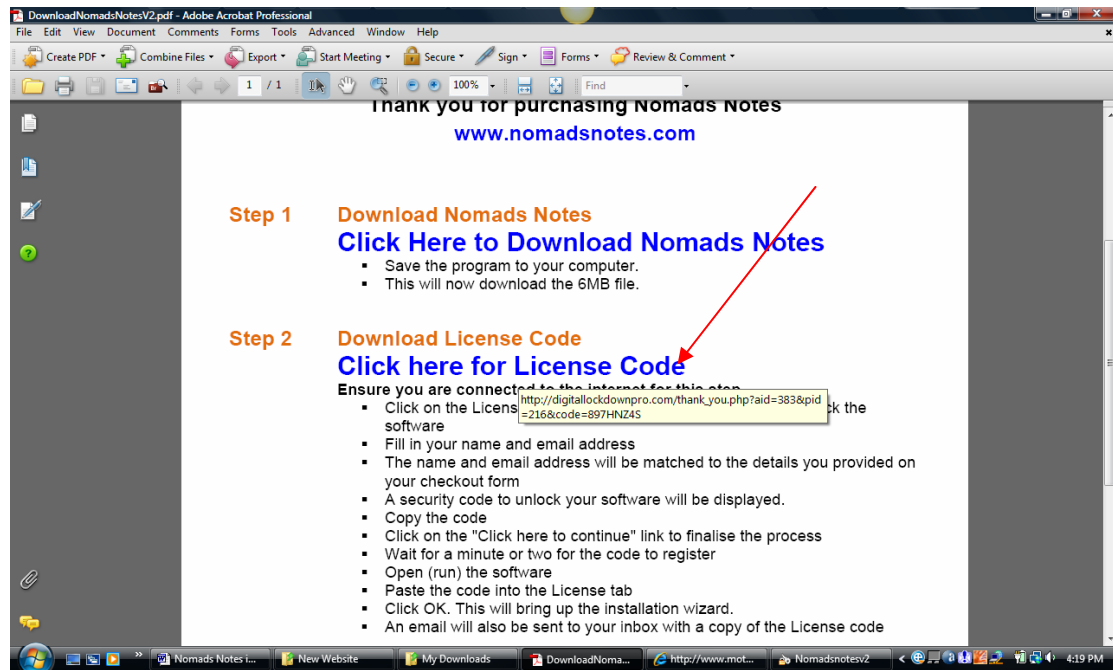 DownloadNomadsNotesV2.pdf - Adobe Acrobat Professional
File Edit View Document Comments Forms Tools Advanced Window Help
Create PDF Combine Files Export Start Meeting Secure Sign Forms Review & Comment
1 / 1 100% Find
Thank you for purchasing Nomads Notes
www.nomadsnotes.com
Step 1 Download Nomads Notes
Click Here to Download Nomads Notes
Save the program to your computer.
This will now download the 6MB file.
Step 2 Download License Code
Click here for License Code
Ensure you are connected to the internet for this step
http://digitallockdownpro.com/thank_you.php?aid=383&pid
=216&code=897HNZ4S
Click on the Licens ck the
software
Fill in your name and email address
The name and email address will be matched to the details you provided on
your checkout form
A security code to unlock your software will be displayed.
Copy the code
Click on the "Click here to continue" link to finalise the process
Wait for a minute or two for the code to register
Open (run) the software
Paste the code into the License tab
Click OK. This will bring up the installation wizard.
An email will also be sent to your inbox with a copy of the License code
Nomads Notes i... New Website My Downloads DownloadNoma... http://www.mot... Nomadsnotesv2 4:19 PM